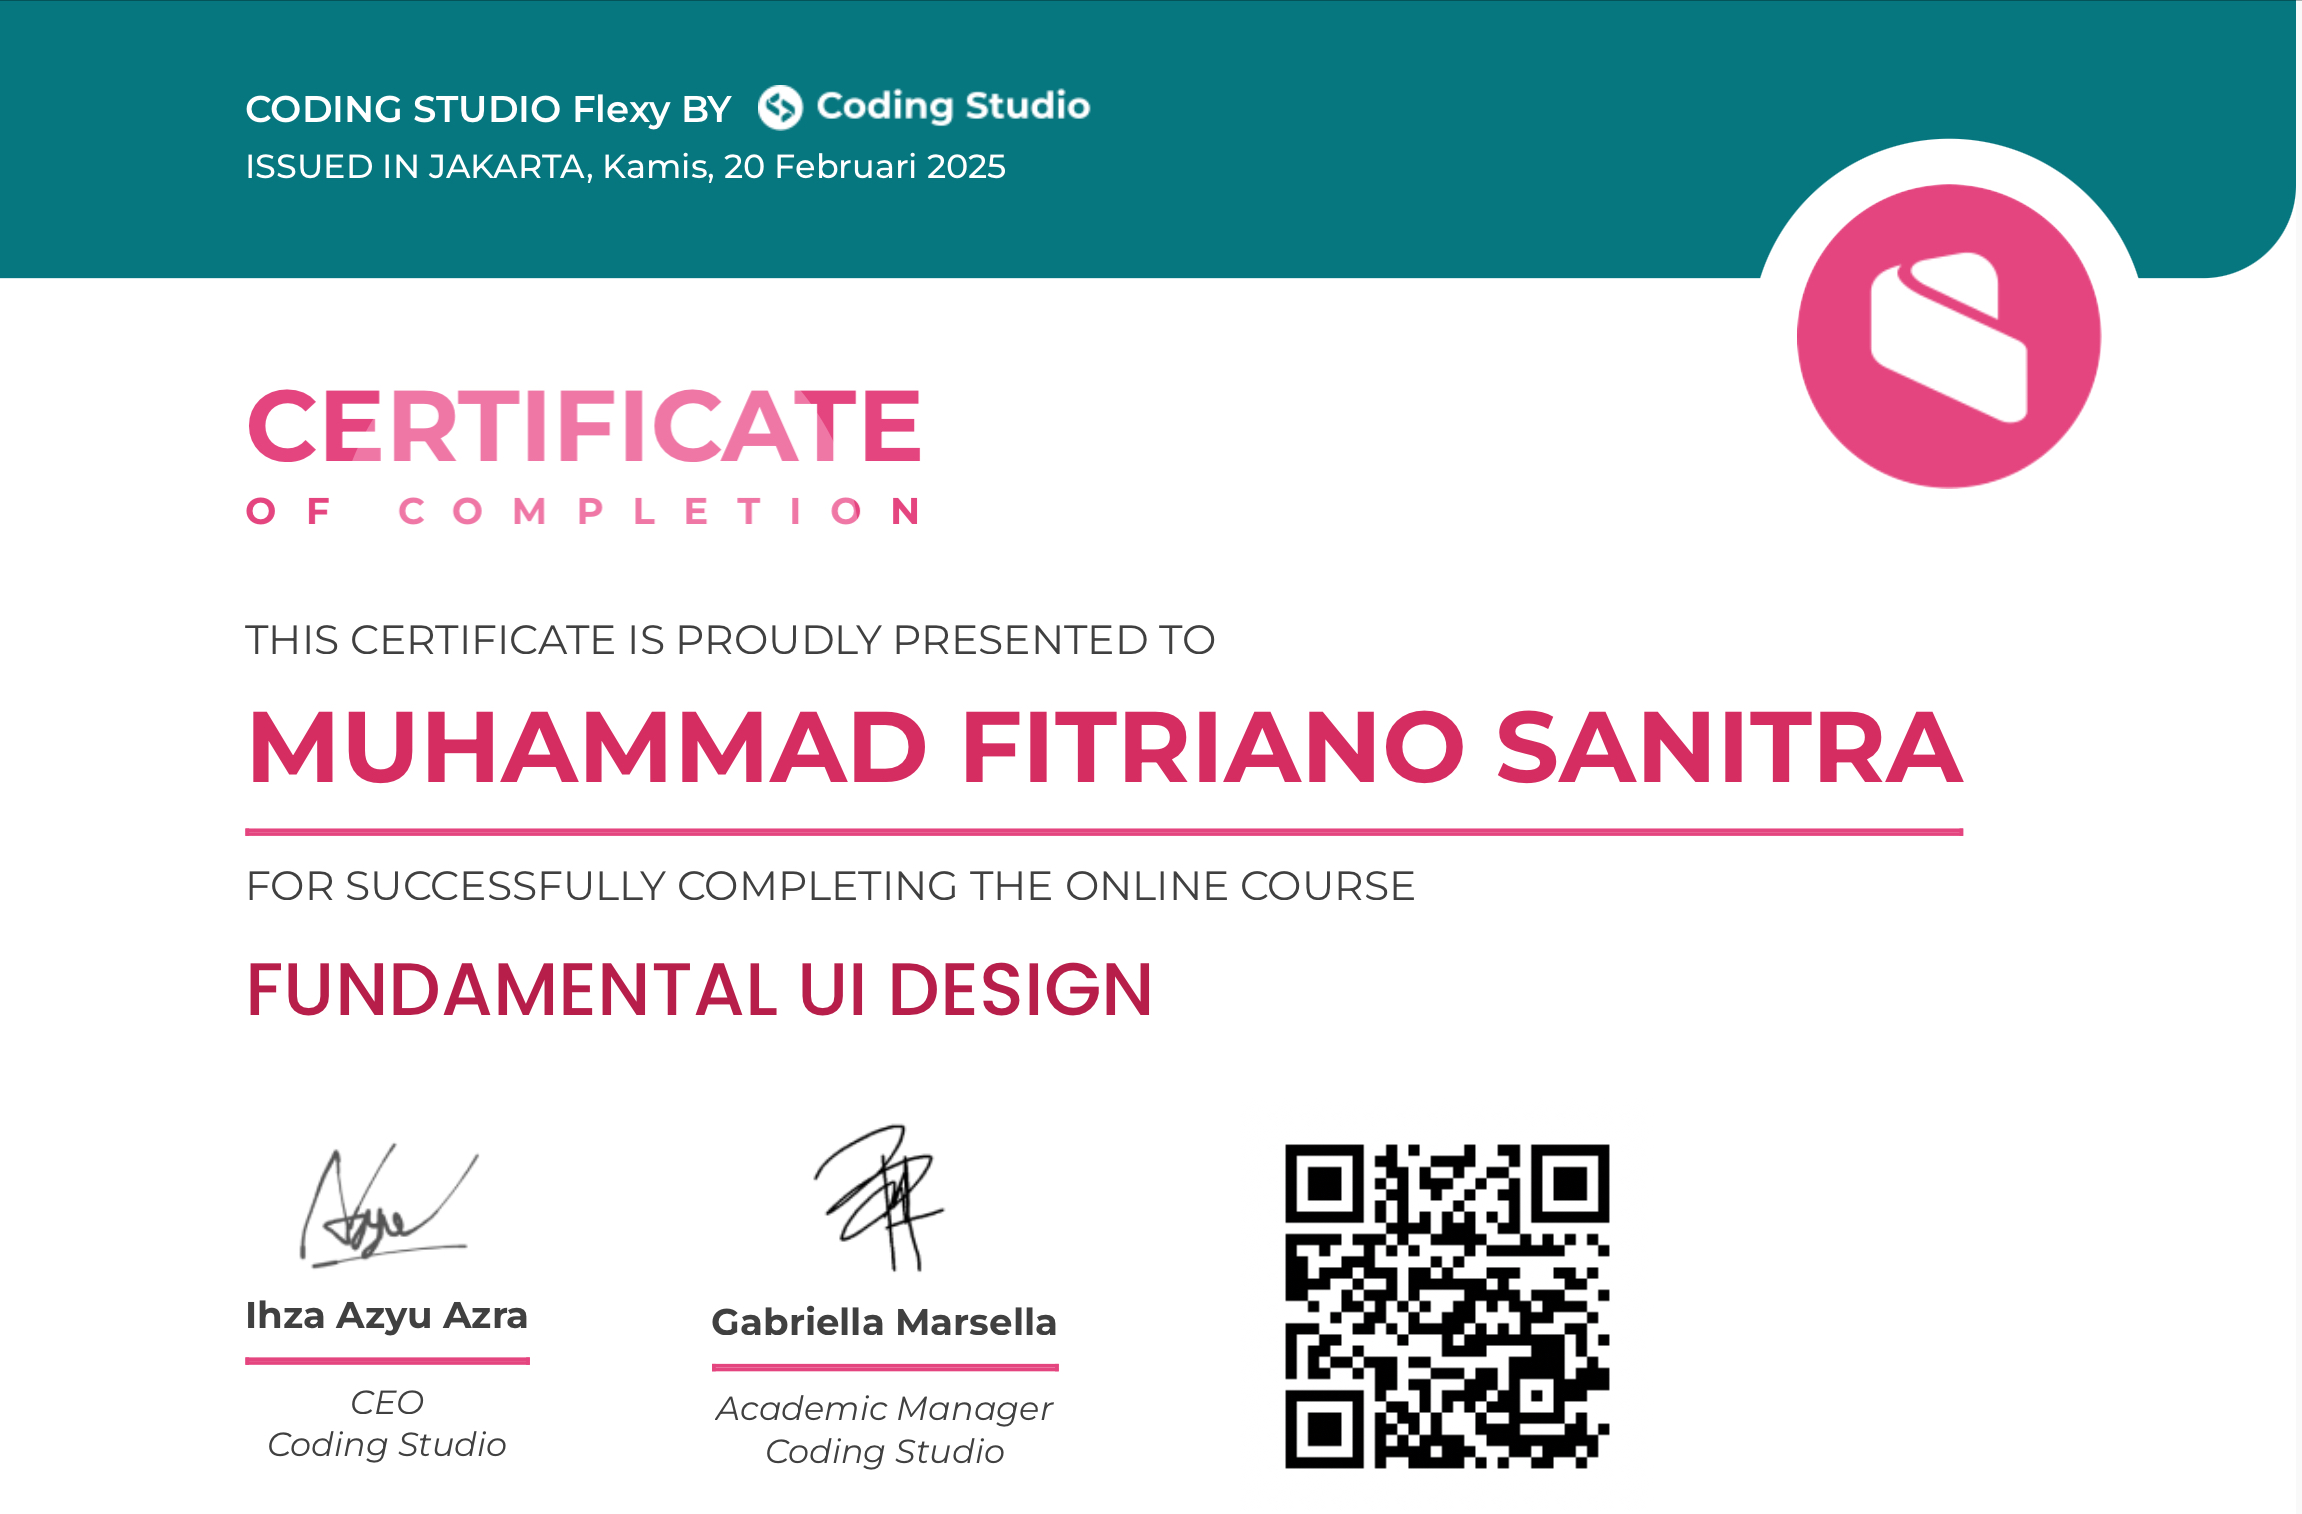 CODING STUDIO Flexy BY Coding Studio
ISSUED IN JAKARTA, Kamis, 20 Februari 2025
CERTIFICATE
OF COMPLETION
THIS CERTIFICATE IS PROUDLY PRESENTED TO
MUHAMMAD FITRIANO SANITRA
FOR SUCCESSFULLY COMPLETING THE ONLINE COURSE
FUNDAMENTAL UI DESIGN
Ihza Azyu Azra
CEO
Coding Studio
Gabriella Marsella
Academic Manager
Coding Studio